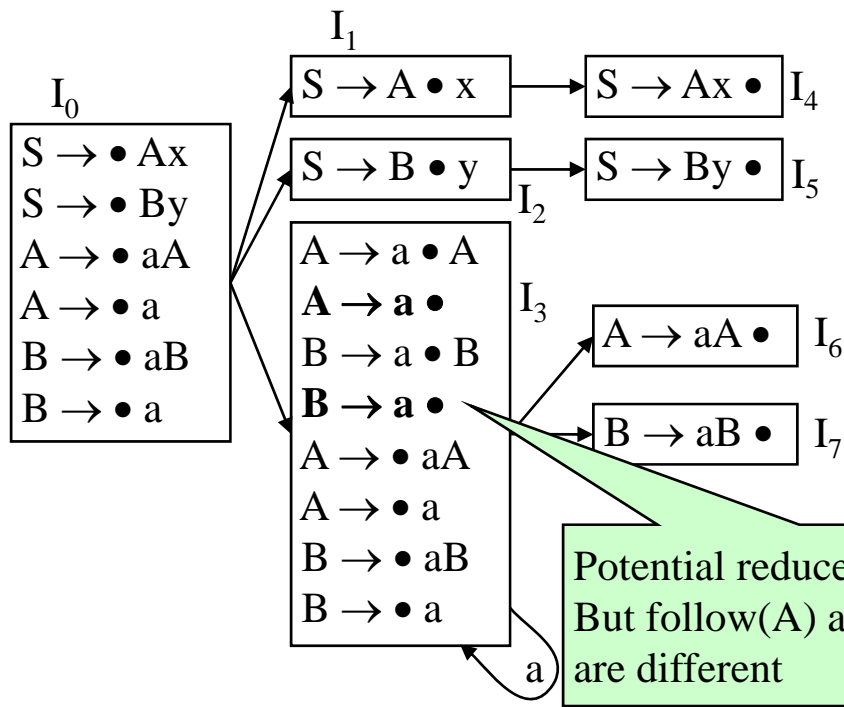 I₀
S → • Ax
S → • By
A → • aA
A → • a
B → • aB
B → • a
I₁
S → A • x
S → Ax •
I₄
S → B • y
I₂
S → By •
I₅
A → a • A
A → a •
B → a • B
B → a •
A → • aA
A → • a
B → • aB
B → • a
I₃
a
A → aA •
I₆
B → aB •
I₇
Potential reduce
But follow(A) a
are different